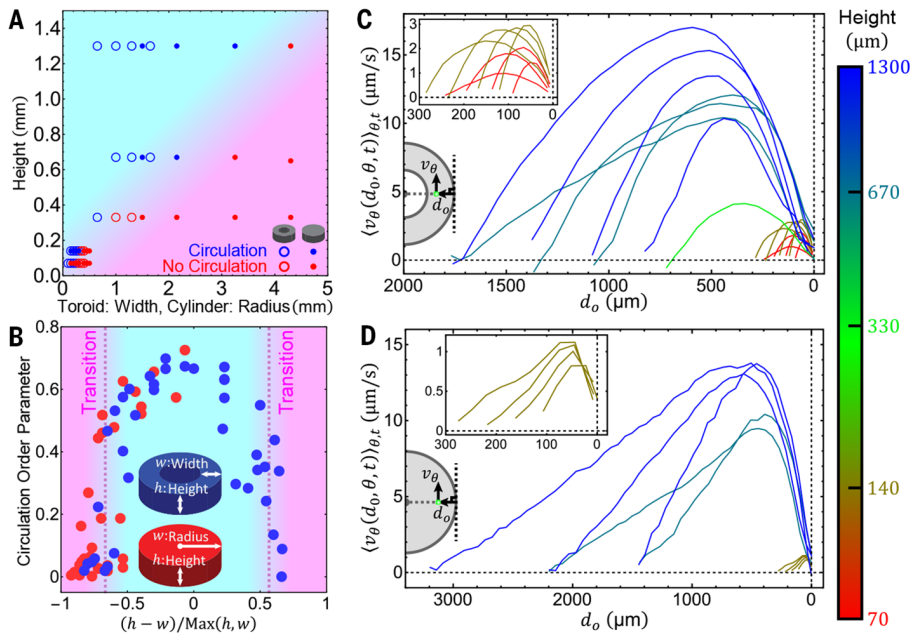 A
Height (mm)
1.4
1.2
1.0
0.8
0.6
0.4
0.2
0.0
0 1 2 3 4 5
Circulation
No Circulation
Toroid: Width, Cylinder: Radius(mm)
B
Circulation Order Parameter
0.8
0.6
0.4
0.2
0
Transition
Transition
w:Width
h:Height
w:Radius
h:Height
−1 −0.5 0 0.5 1
(h − w)/Max(h, w)
C
⟨v_θ(d_0, θ, t)⟩_θ,t (μm/s)
15
10
5
0
3
2
1
0
300 200 100 0
v_θ
d_o
2000 1500 1000 500 0
d_o (μm)
D
⟨v_θ(d_0, θ, t)⟩_θ,t (μm/s)
15
10
5
0
1
0.5
0
300 200 100 0
v_θ
d_o
3000 2000 1000 0
d_o (μm)
Height
(μm)
1300
670
330
140
70